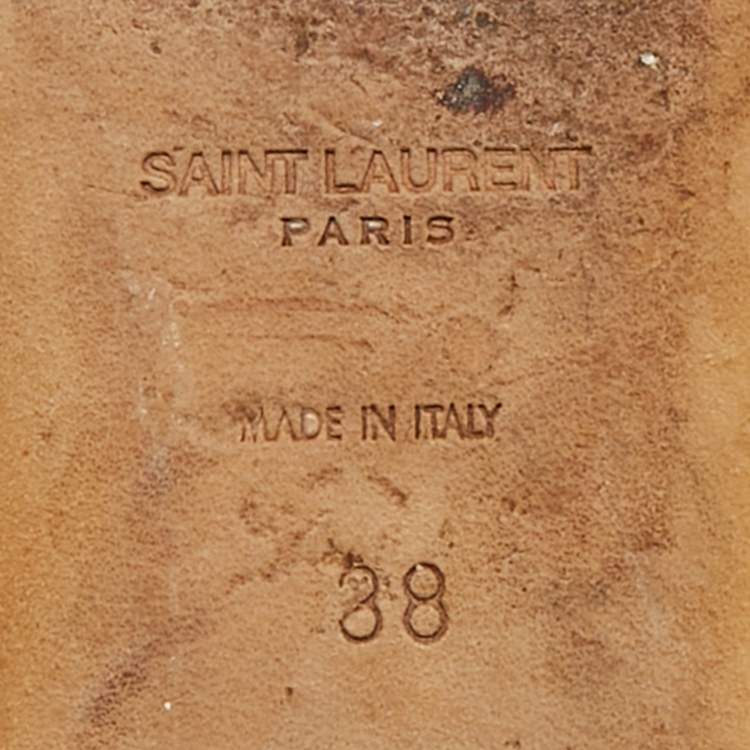 SAINT LAURENT
PARIS
MADE IN ITALY
38